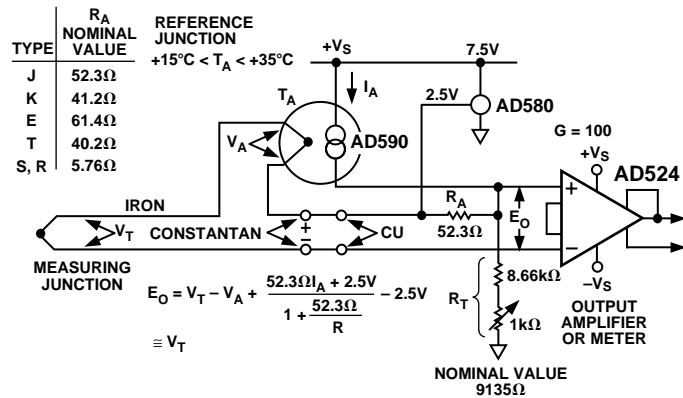 R_A
NOMINAL
TYPE VALUE
J 52.3Ω
K 41.2Ω
E 61.4Ω
T 40.2Ω
S, R 5.76Ω
REFERENCE
JUNCTION
+15°C < T_A < +35°C
+V_S
7.5V
I_A
2.5V
AD580
T_A
V_A
AD590
G = 100
+V_S
AD524
IRON
V_T
CONSTANTAN
+
–
CU
R_A
52.3Ω
E_O
+
–
–V_S
MEASURING
JUNCTION
8.66kΩ
R_T
1kΩ
OUTPUT
AMPLIFIER
OR METER
E_O = V_T – V_A + 52.3ΩI_A + 2.5V / 1 + 52.3Ω / R – 2.5V
≅ V_T
NOMINAL VALUE
9135Ω